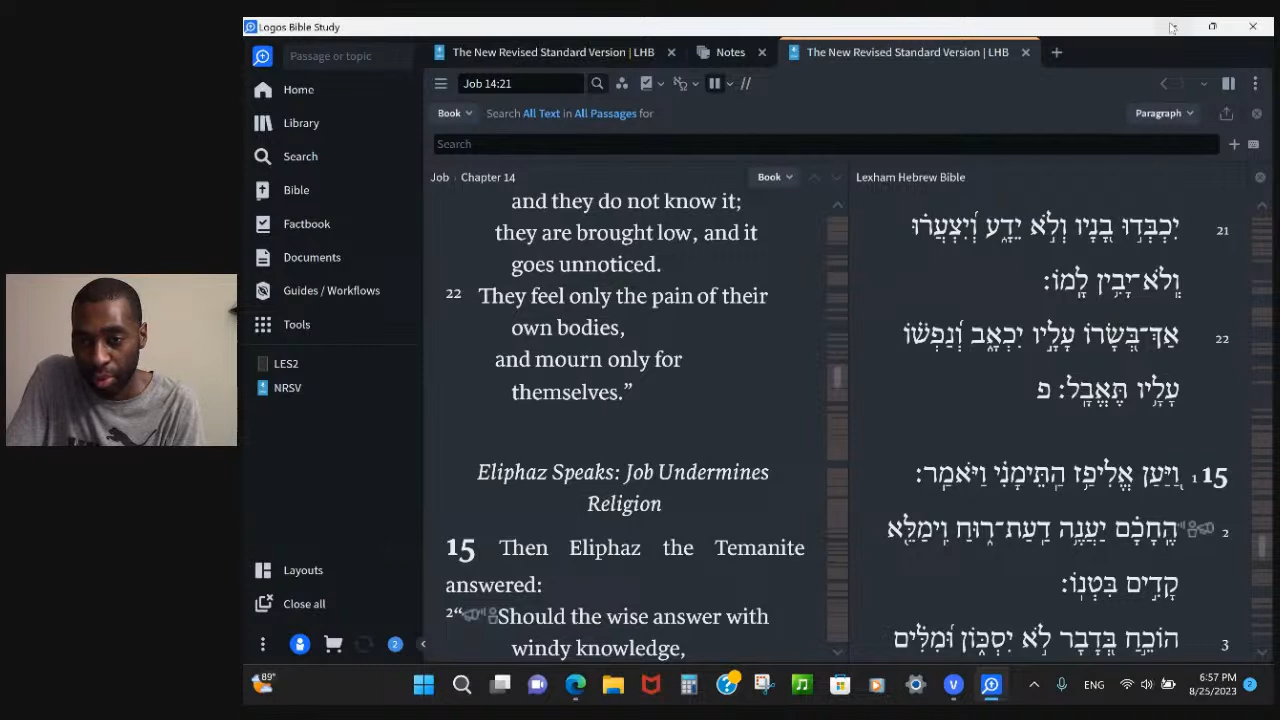 Logos Bible Study
Passage or topic
Home
Library
Search
Bible
Factbook
Documents
Guides / Workflows
Tools
LES2
NRSV
Layouts
Close all
2
The New Revised Standard Version | LHB
Notes
The New Revised Standard Version | LHB
Job 14:21
Book
Search All Text in All Passages for
Paragraph
Search
Job
Chapter 14
Book
and they do not know it;
they are brought low, and it
goes unnoticed.
22 They feel only the pain of their
own bodies,
and mourn only for
themselves.”
Eliphaz Speaks: Job Undermines
Religion
15 Then Eliphaz the Temanite
answered:
2“ Should the wise answer with
windy knowledge,
Lexham Hebrew Bible
21 יִכְבְּד֣וּ בָ֭נָיו וְלֹ֣א יֵדָ֑ע וְ֝יִצְעֲר֗וּ
וְֽלֹא־יָבִ֥ין לָֽמוֹ׃
22 אַךְ־בְּ֭שָׂרוֹ עָלָ֣יו יִכְאָ֑ב וְ֝נַפְשׁ֗וֹ
עָלָ֥יו תֶּאֱבָֽל׃ פ
15 1 וַ֭יַּעַן אֱלִיפַ֥ז הַֽתֵּימָנִ֗י וַיֹּאמַֽר׃
2 הֶֽחָכָ֗ם יַעֲנֶ֥ה דַֽעַת־ר֑וּחַ וִֽימַלֵּ֖א
קָדִ֣ים בִּטְנֽוֹ׃
3 הוֹכֵ֣חַ בְּ֭דָבָר לֹ֣א יִסְכּ֑וֹן וּ֝מִלִּ֗ים
89°
ENG
6:57 PM
8/25/2023
2